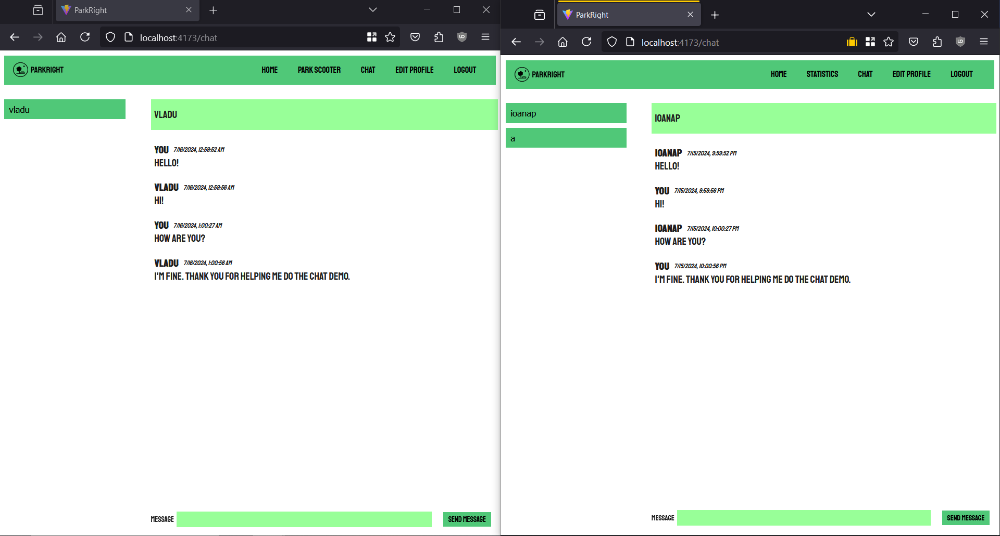 ParkRight
localhost:4173/chat
PARKRIGHT
HOME PARK SCOOTER CHAT EDIT PROFILE LOGOUT
vladu
VLADU
YOU 7/16/2024, 12:59:52 AM
HELLO!
VLADU 7/16/2024, 12:59:56 AM
HI!
YOU 7/16/2024, 1:00:27 AM
HOW ARE YOU?
VLADU 7/16/2024, 1:00:56 AM
I'M FINE. THANK YOU FOR HELPING ME DO THE CHAT DEMO.
MESSAGE
SEND MESSAGE
ParkRight
localhost:4173/chat
PARKRIGHT
HOME STATISTICS CHAT EDIT PROFILE LOGOUT
ioanap
a
IOANAP
IOANAP 7/15/2024, 9:59:52 PM
HELLO!
YOU 7/15/2024, 9:59:56 PM
HI!
IOANAP 7/15/2024, 10:00:27 PM
HOW ARE YOU?
YOU 7/15/2024, 10:00:56 PM
I'M FINE. THANK YOU FOR HELPING ME DO THE CHAT DEMO.
MESSAGE
SEND MESSAGE